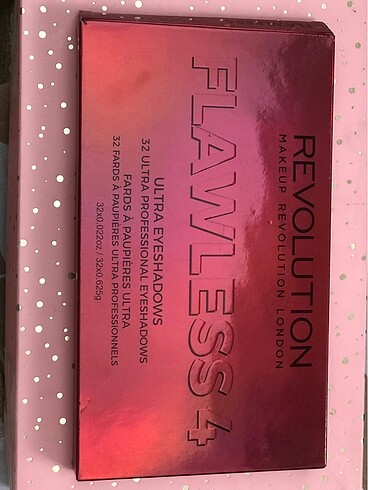 REVOLUTION
MAKEUP REVOLUTION LONDON
FLAWLESS 4
ULTRA EYESHADOWS
32 ULTRA PROFESSIONAL EYESHADOWS
FARDS À PAUPIÈRES ULTRA
32 FARDS À PAUPIÈRES ULTRA PROFESSIONNELS
32x0.022oz / 32x0.625g